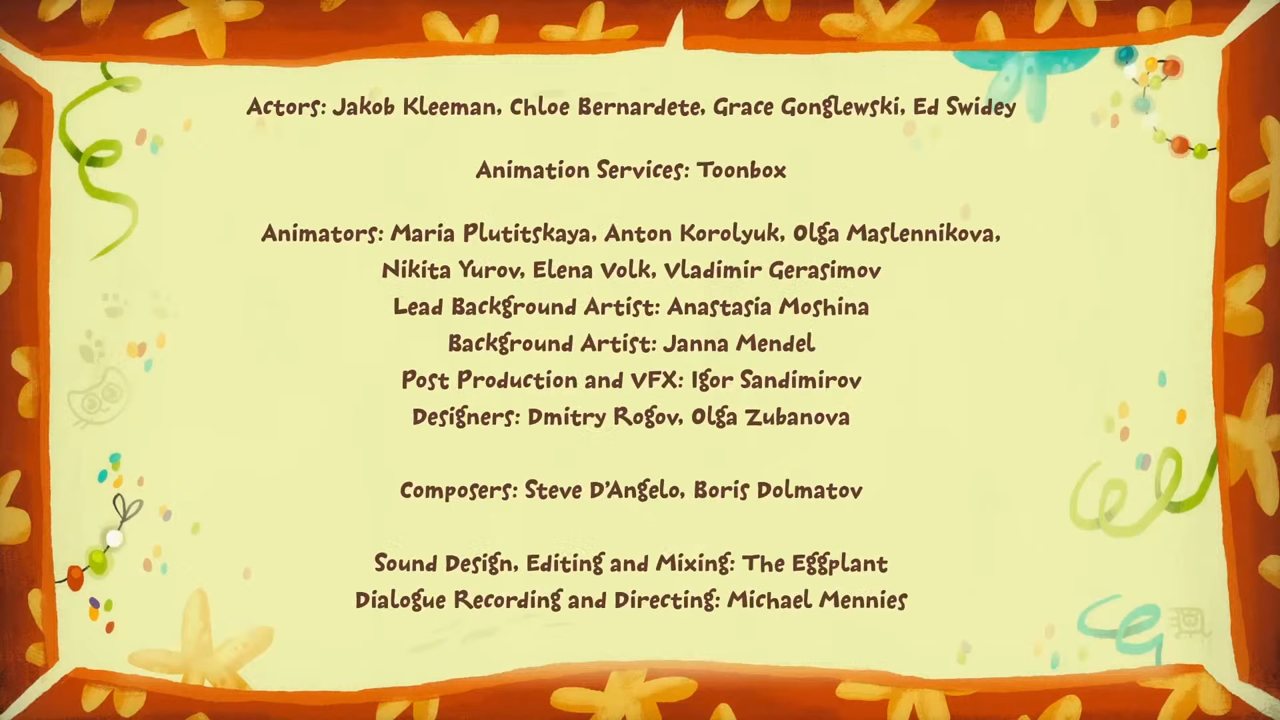 Actors: Jakob Kleeman, Chloe Bernardete, Grace Gonglewski, Ed Swidey
Animation Services: Toonbox
Animators: Maria Plutitskaya, Anton Korolyuk, Olga Maslennikova,
Nikita Yurov, Elena Volk, Vladimir Gerasimov
Lead Background Artist: Anastasia Moshina
Background Artist: Janna Mendel
Post Production and VFX: Igor Sandimirov
Designers: Dmitry Rogov, Olga Zubanova
Composers: Steve D'Angelo, Boris Dolmatov
Sound Design, Editing and Mixing: The Eggplant
Dialogue Recording and Directing: Michael Mennies